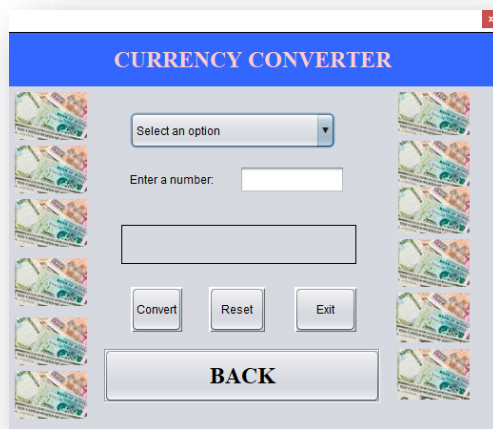 CURRENCY CONVERTER
Select an option
Enter a number:
Convert Reset Exit
BACK